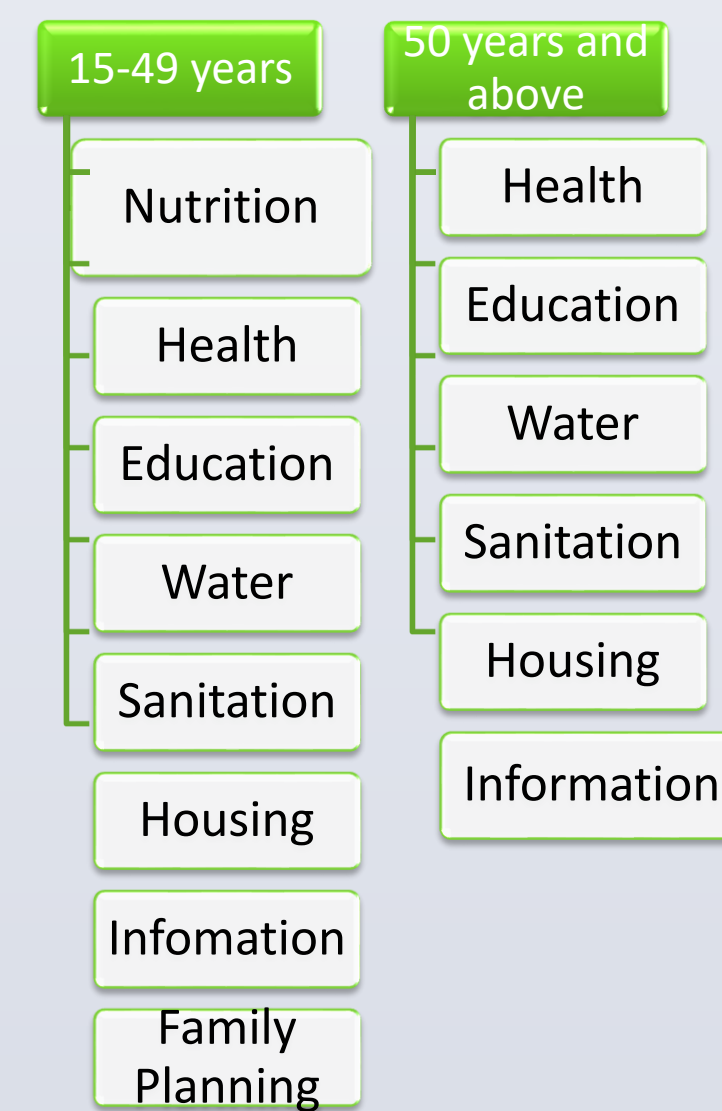 15-49 years
Nutrition
Health
Education
Water
Sanitation
Housing
Infomation
Family
Planning
50 years and
above
Health
Education
Water
Sanitation
Housing
Information